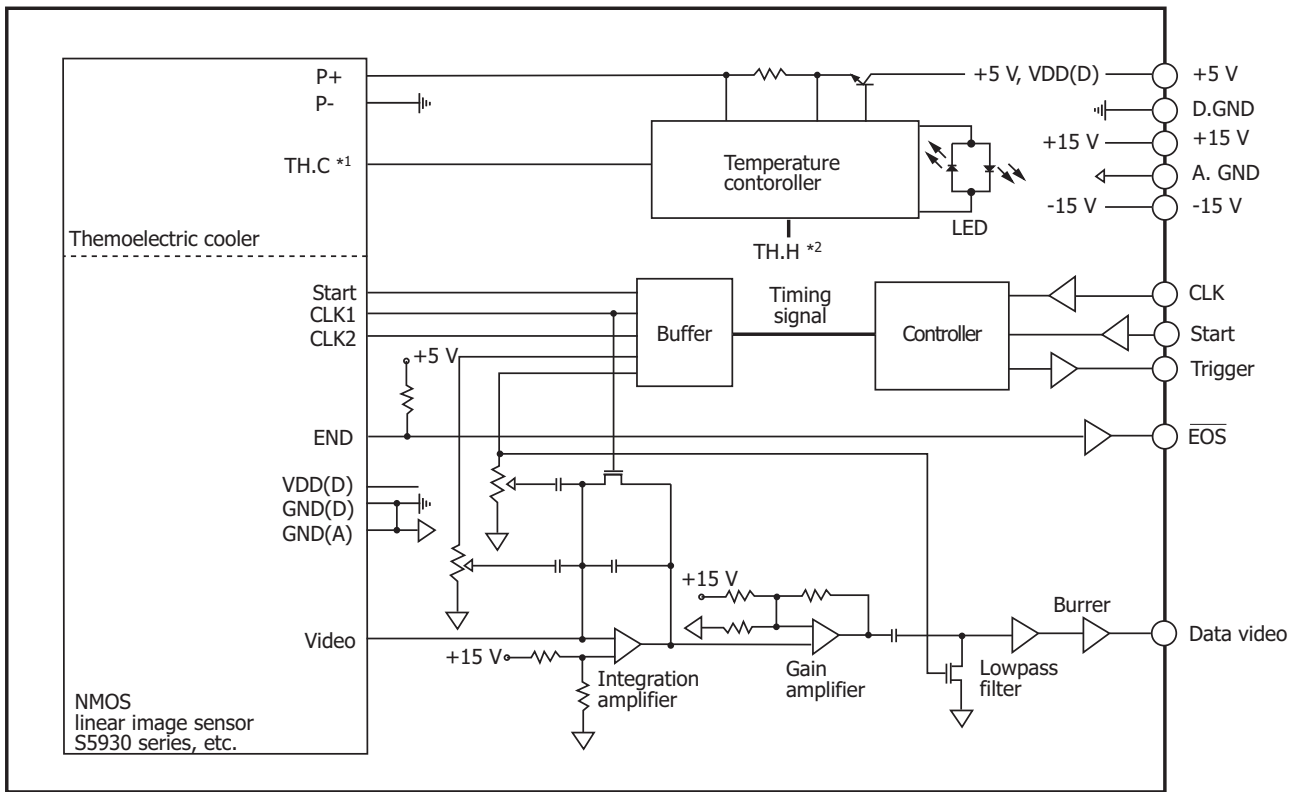 P+
+5 V, VDD(D)
+5 V
P-
D.GND
+15 V
+15 V
TH.C *1
Temperature
contoroller
A. GND
-15 V
-15 V
LED
Themoelectric cooler
TH.H *2
Start
CLK1
CLK2
Buffer
Timing
signal
Controller
CLK
Start
Trigger
+5 V
END
EOS
VDD(D)
GND(D)
GND(A)
+15 V
Burrer
Video
+15 V
Integration
amplifier
Gain
amplifier
Lowpass
filter
Data video
NMOS
linear image sensor
S5930 series, etc.